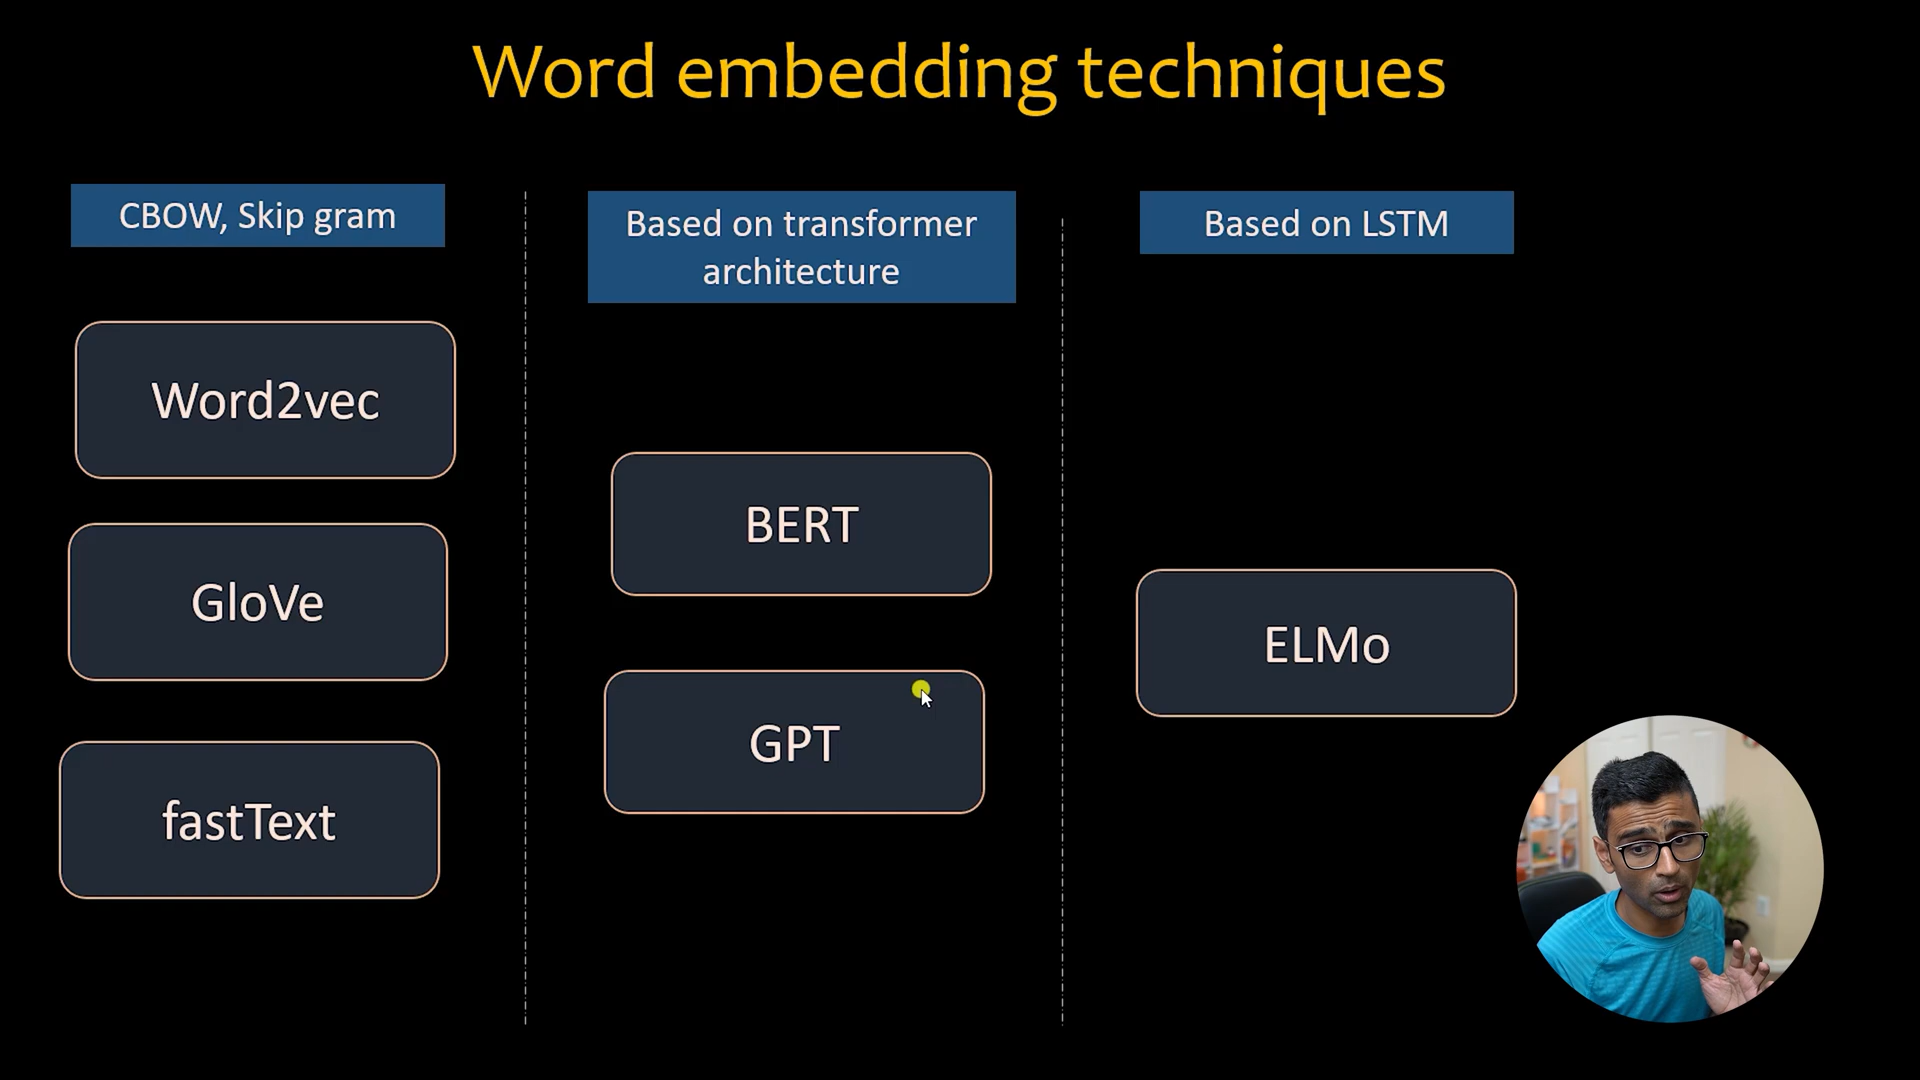 Word embedding techniques
CBOW, Skip gram
Word2vec
GloVe
fastText
Based on transformer
architecture
BERT
GPT
Based on LSTM
ELMo